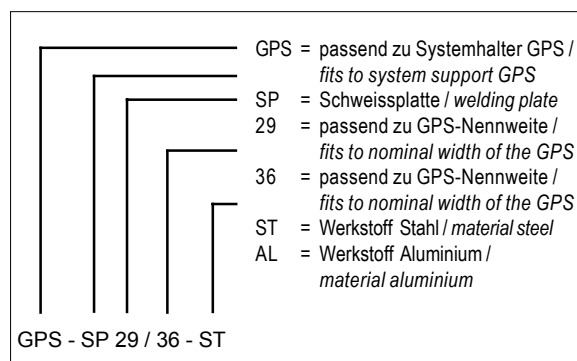 GPS = passend zu Systemhalter GPS /
fits to system support GPS
SP = Schweissplatte / welding plate
29 = passend zu GPS-Nennweite /
fits to nominal width of the GPS
36 = passend zu GPS-Nennweite /
fits to nominal width of the GPS
ST = Werkstoff Stahl / material steel
AL = Werkstoff Aluminium /
material aluminium
GPS - SP 29 / 36 - ST